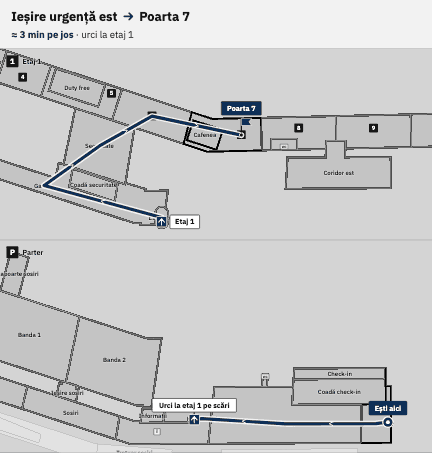 Ieșire urgență est → Poarta 7
≈ 3 min pe jos · urci la etaj 1
1 Etaj 1
4
Duty free
5
Poarta 7
Cafenea
8
9
Coadă securitate
Coridor est
Etaj 1
P Parter
Banda 1
Banda 2
Ieșire sosiri
Sosiri
Informații
Urci la etaj 1 pe scări
Check-in
Coadă check-in
Ești aici